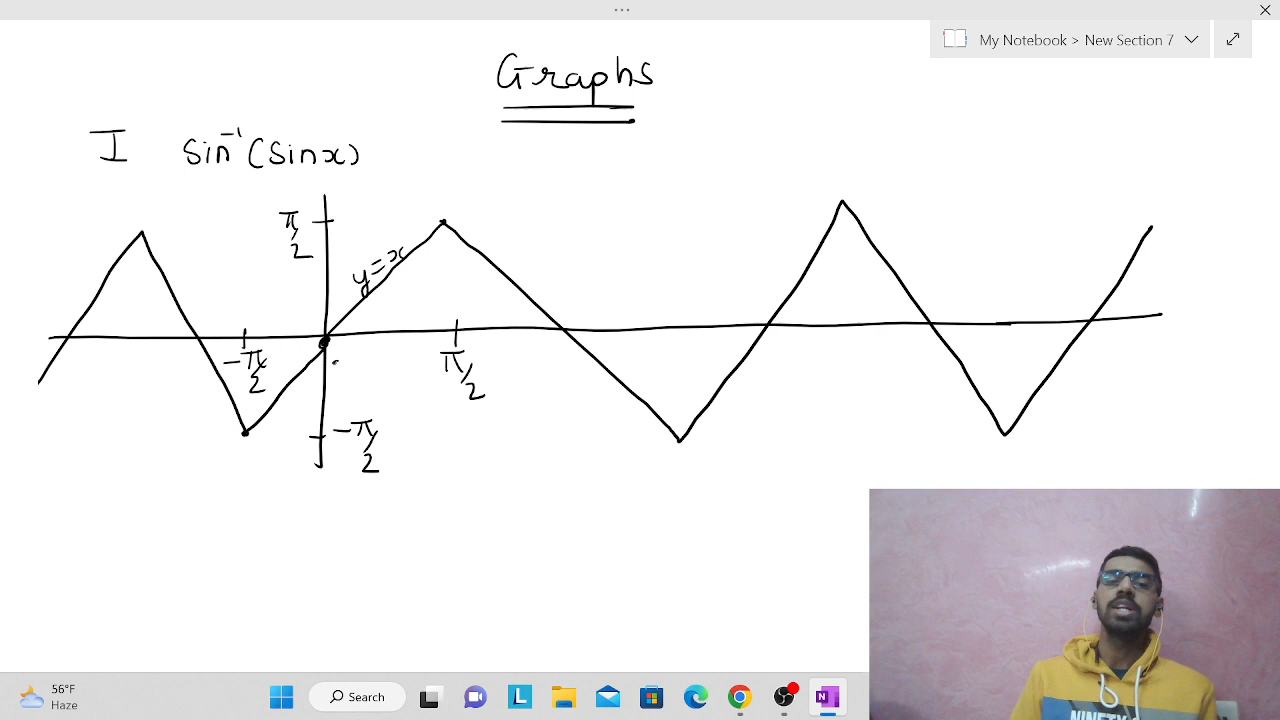 My Notebook > New Section 7
Graphs
I sin⁻¹(sinx)
π/2
y=x
-π/2
π/2
-π/2
56°F
Haze
Search
L
N